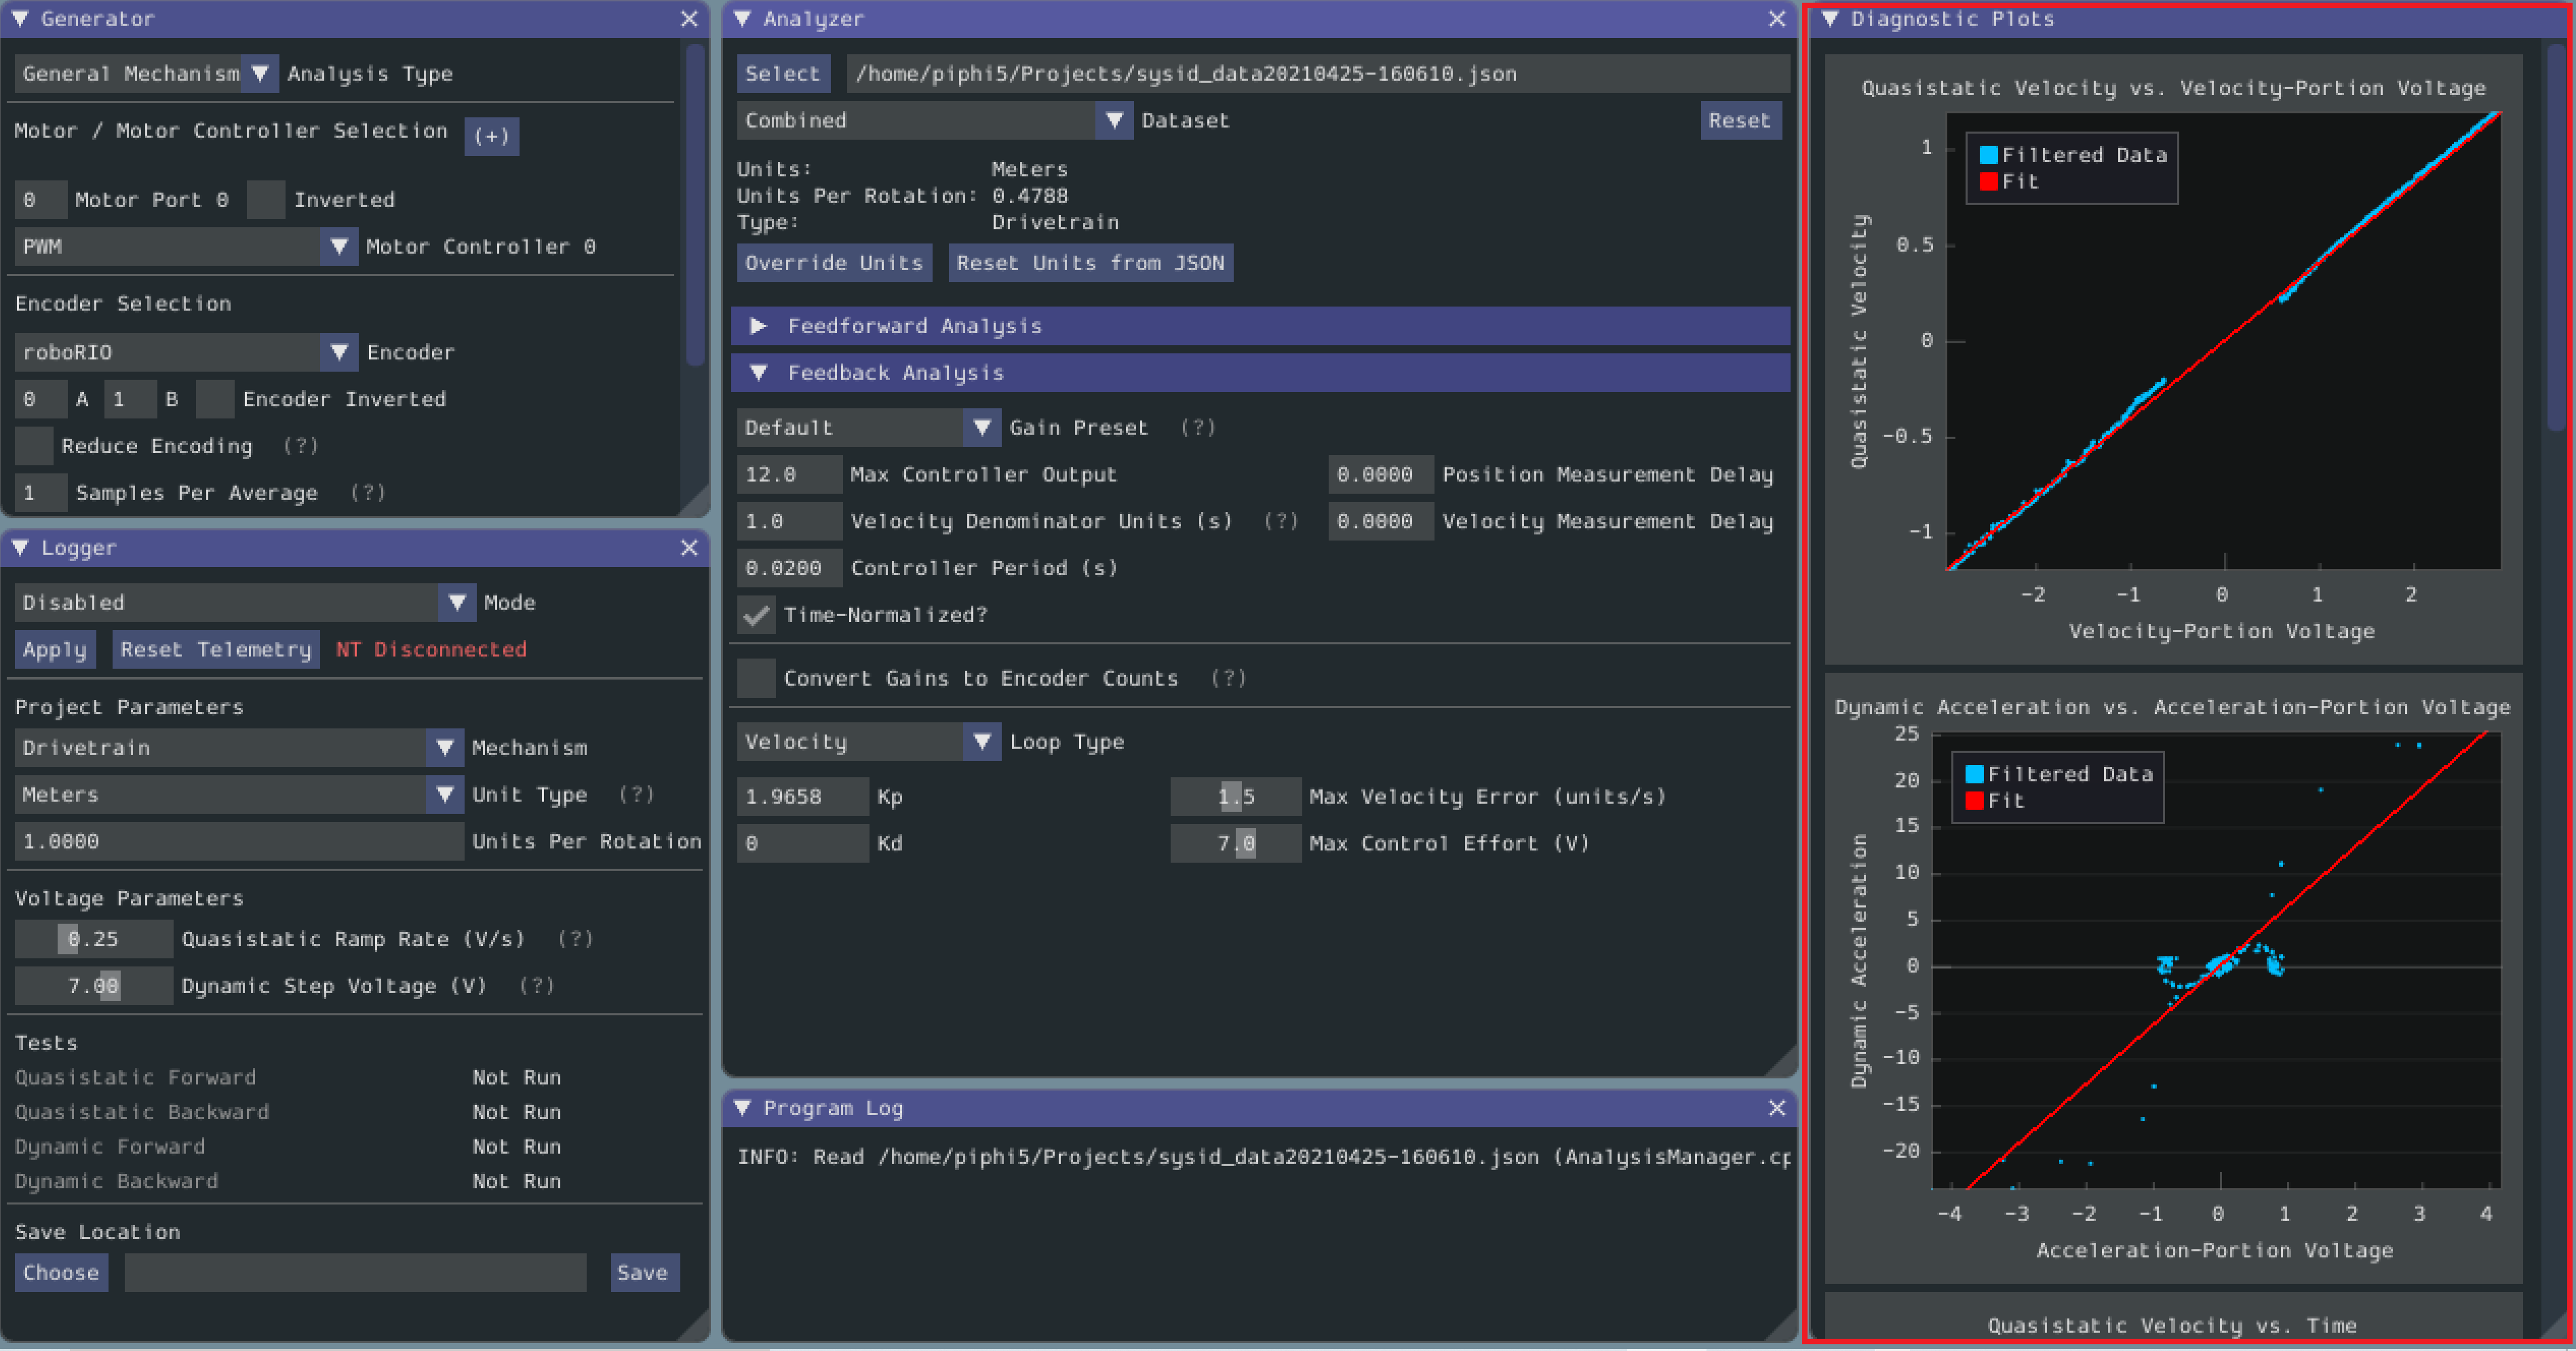 Generator
General Mechanism Analysis Type
Motor / Motor Controller Selection (+)
0 Motor Port 0 Inverted
PWM Motor Controller 0
Encoder Selection
roboRIO Encoder
0 A 1 B Encoder Inverted
Reduce Encoding (?)
1 Samples Per Average (?)
Logger
Disabled Mode
Apply Reset Telemetry NT Disconnected
Project Parameters
Drivetrain Mechanism
Meters Unit Type (?)
1.0000 Units Per Rotation
Voltage Parameters
0.25 Quasistatic Ramp Rate (V/s) (?)
7.00 Dynamic Step Voltage (V) (?)
Tests
Quasistatic Forward Not Run
Quasistatic Backward Not Run
Dynamic Forward Not Run
Dynamic Backward Not Run
Save Location
Choose Save
Analyzer
Select /home/piphi5/Projects/sysid_data20210425-160610.json
Combined Dataset Reset
Units: Meters
Units Per Rotation: 0.4788
Type: Drivetrain
Override Units Reset Units from JSON
Feedforward Analysis
Feedback Analysis
Default Gain Preset (?)
12.0 Max Controller Output 0.0000 Position Measurement Delay
1.0 Velocity Denominator Units (s) (?) 0.0000 Velocity Measurement Delay
0.0200 Controller Period (s)
Time-Normalized?
Convert Gains to Encoder Counts (?)
Velocity Loop Type
1.9658 Kp 1.5 Max Velocity Error (units/s)
0 Kd 7.0 Max Control Effort (V)
Program Log
INFO: Read /home/piphi5/Projects/sysid_data20210425-160610.json (AnalysisManager.cp
Diagnostic Plots
Quasistatic Velocity vs. Velocity-Portion Voltage
Filtered Data
Fit
Quasistatic Velocity
1
0.5
0
-0.5
-1
-2 -1 0 1 2
Velocity-Portion Voltage
Dynamic Acceleration vs. Acceleration-Portion Voltage
Filtered Data
Fit
Dynamic Acceleration
25
20
15
10
5
0
-5
-10
-15
-20
-4 -3 -2 -1 0 1 2 3 4
Acceleration-Portion Voltage
Quasistatic Velocity vs. Time